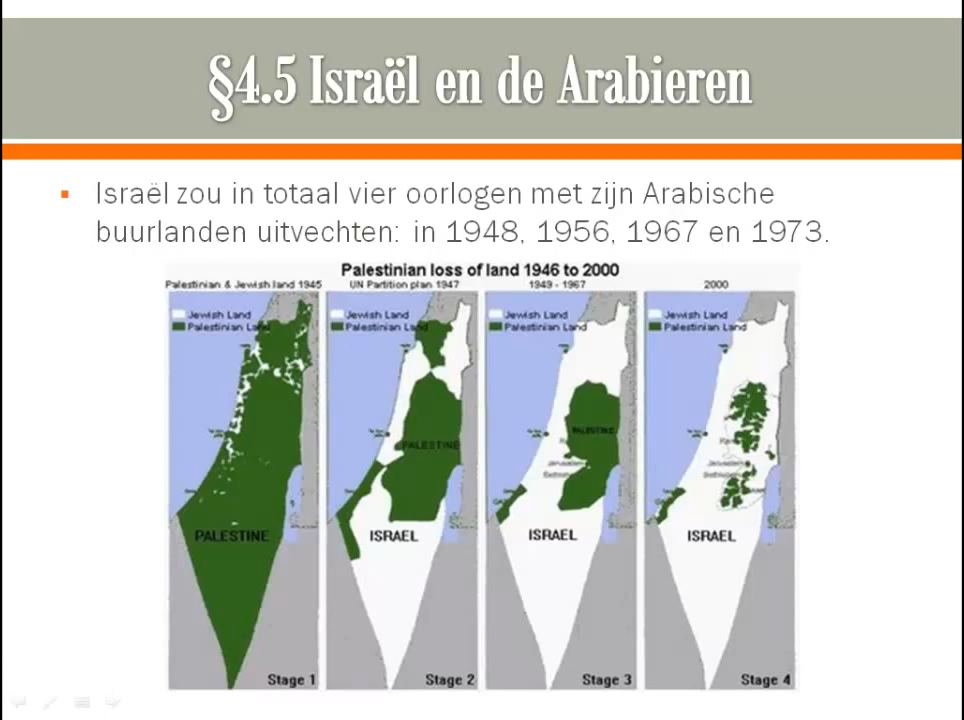 §4.5 Israël en de Arabieren
Israël zou in totaal vier oorlogen met zijn Arabische
buurlanden uitvechten: in 1948, 1956, 1967 en 1973.
Palestinian loss of land 1946 to 2000
Palestinian & Jewish land 1945 UN Partition plan 1947 1949 - 1967 2000
Jewish Land Jewish Land Jewish Land Jewish Land
Palestinian Land Palestinian Land Palestinian Land Palestinian Land
PALESTINE
PALESTINE
Jerusalem Jerusalem
PALESTINE ISRAEL ISRAEL ISRAEL
Stage 1 Stage 2 Stage 3 Stage 4